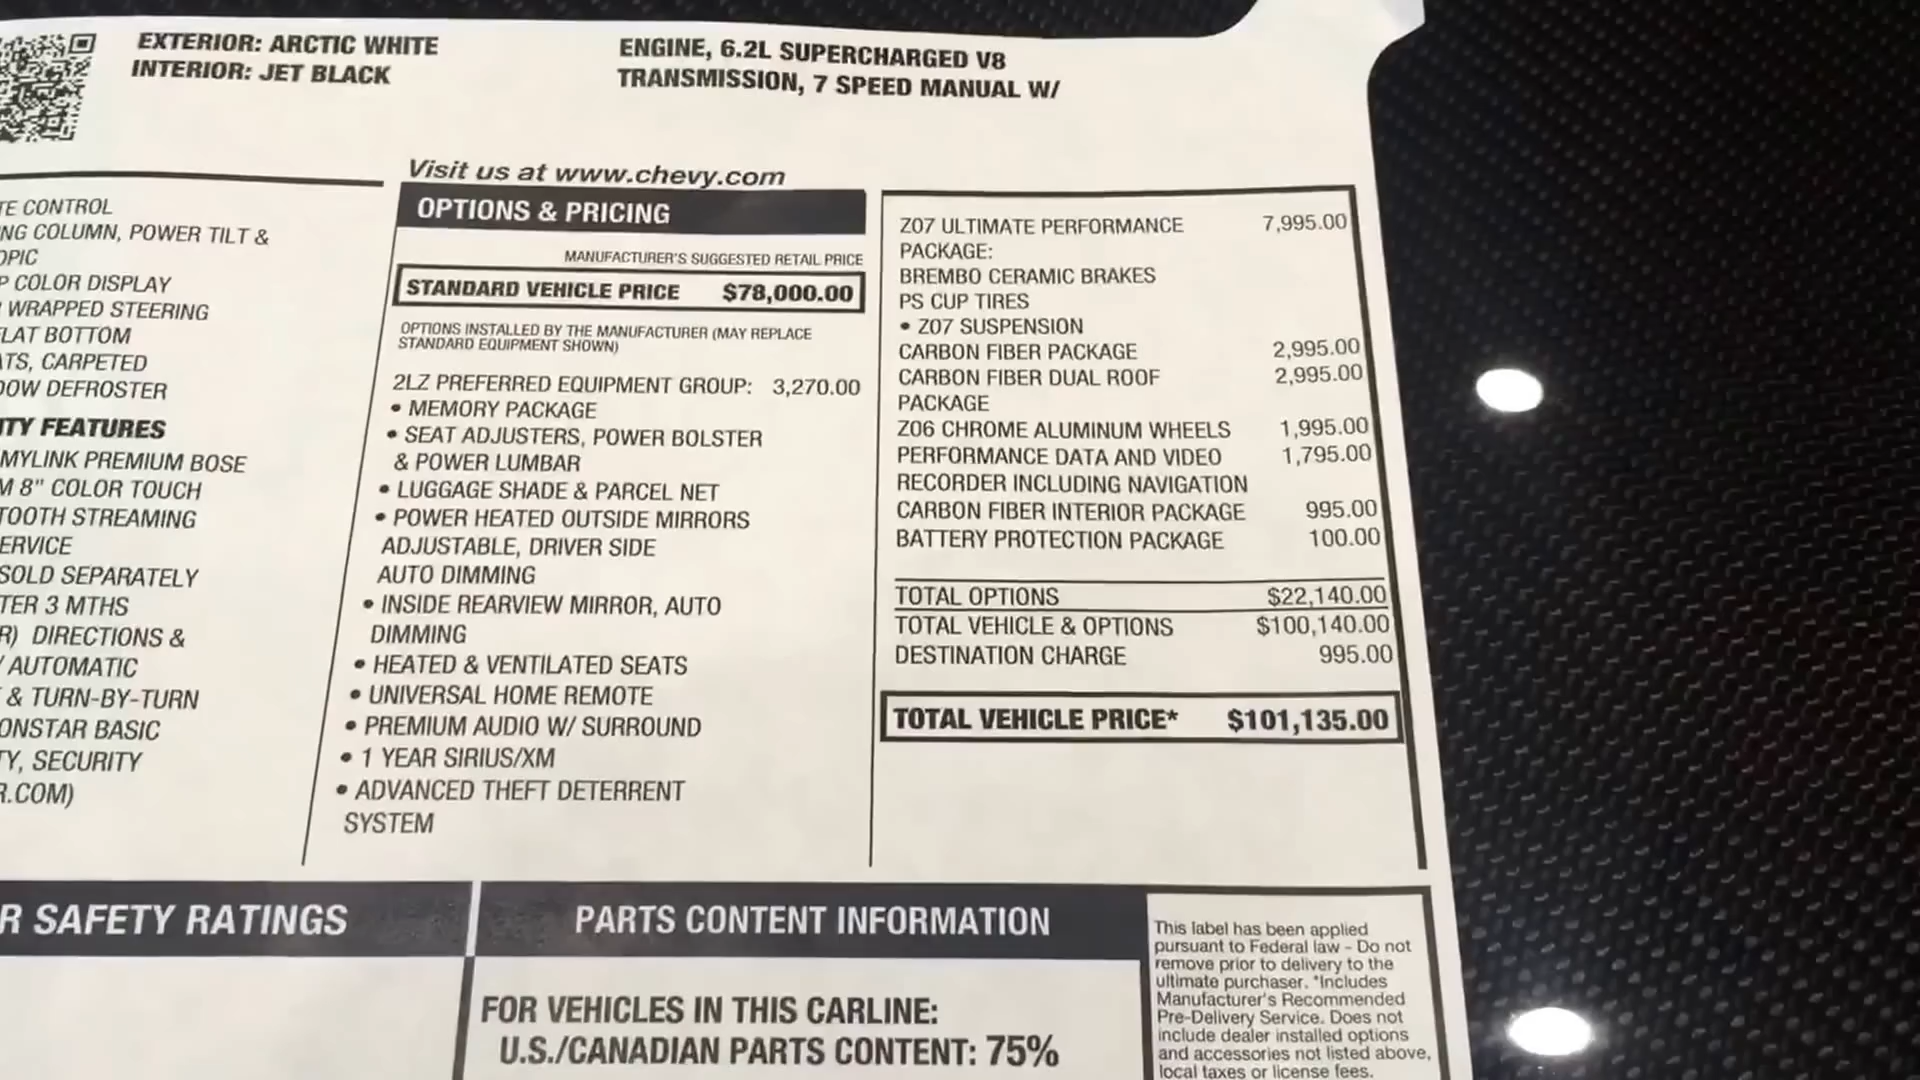 EXTERIOR: ARCTIC WHITE
INTERIOR: JET BLACK
ENGINE, 6.2L SUPERCHARGED V8
TRANSMISSION, 7 SPEED MANUAL W/
Visit us at www.chevy.com
TE CONTROL
NG COLUMN, POWER TILT &
OPIC
P COLOR DISPLAY
WRAPPED STEERING
LAT BOTTOM
ATS, CARPETED
DOW DEFROSTER
ITY FEATURES
MYLINK PREMIUM BOSE
M 8" COLOR TOUCH
TOOTH STREAMING
ERVICE
SOLD SEPARATELY
TER 3 MTHS
R) DIRECTIONS &
/ AUTOMATIC
& TURN-BY-TURN
ONSTAR BASIC
TY, SECURITY
R.COM)
OPTIONS & PRICING
MANUFACTURER'S SUGGESTED RETAIL PRICE
STANDARD VEHICLE PRICE $78,000.00
OPTIONS INSTALLED BY THE MANUFACTURER (MAY REPLACE
STANDARD EQUIPMENT SHOWN)
2LZ PREFERRED EQUIPMENT GROUP: 3,270.00
• MEMORY PACKAGE
• SEAT ADJUSTERS, POWER BOLSTER
& POWER LUMBAR
• LUGGAGE SHADE & PARCEL NET
• POWER HEATED OUTSIDE MIRRORS
ADJUSTABLE, DRIVER SIDE
AUTO DIMMING
• INSIDE REARVIEW MIRROR, AUTO
DIMMING
• HEATED & VENTILATED SEATS
• UNIVERSAL HOME REMOTE
• PREMIUM AUDIO W/ SURROUND
• 1 YEAR SIRIUS/XM
• ADVANCED THEFT DETERRENT
SYSTEM
Z07 ULTIMATE PERFORMANCE 7,995.00
PACKAGE:
BREMBO CERAMIC BRAKES
PS CUP TIRES
• Z07 SUSPENSION
CARBON FIBER PACKAGE 2,995.00
CARBON FIBER DUAL ROOF 2,995.00
PACKAGE
Z06 CHROME ALUMINUM WHEELS 1,995.00
PERFORMANCE DATA AND VIDEO 1,795.00
RECORDER INCLUDING NAVIGATION
CARBON FIBER INTERIOR PACKAGE 995.00
BATTERY PROTECTION PACKAGE 100.00
TOTAL OPTIONS $22,140.00
TOTAL VEHICLE & OPTIONS $100,140.00
DESTINATION CHARGE 995.00
TOTAL VEHICLE PRICE* $101,135.00
R SAFETY RATINGS
PARTS CONTENT INFORMATION
FOR VEHICLES IN THIS CARLINE:
U.S./CANADIAN PARTS CONTENT: 75%
This label has been applied
pursuant to Federal law - Do not
remove prior to delivery to the
ultimate purchaser. *Includes
Manufacturer's Recommended
Pre-Delivery Service. Does not
include dealer installed options
and accessories not listed above,
local taxes or license fees.